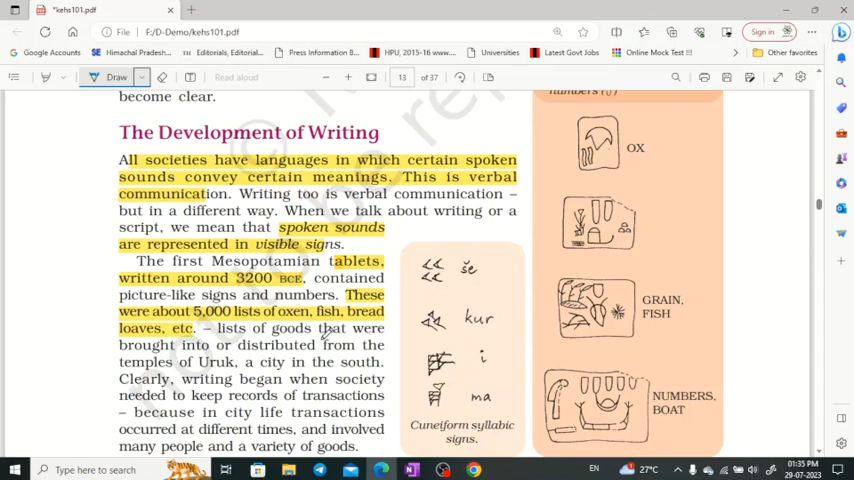 *kehs101.pdf
File
F:/D-Demo/kehs101.pdf
Sign in
Google Accounts
Himachal Pradesh...
Editorials, Editorial...
Press Information B...
HPU, 2015-16 www....
Universities
Latest Govt Jobs
Online Mock Test !!!
Other favorites
Draw
Read aloud
13 of 37
become clear.
numbers
The Development of Writing
All societies have languages in which certain spoken
sounds convey certain meanings. This is verbal
communication. Writing too is verbal communication –
but in a different way. When we talk about writing or a
script, we mean that spoken sounds
are represented in visible signs.
The first Mesopotamian tablets,
written around 3200 BCE, contained
picture-like signs and numbers. These
were about 5,000 lists of oxen, fish, bread
loaves, etc. – lists of goods that were
brought into or distributed from the
temples of Uruk, a city in the south.
Clearly, writing began when society
needed to keep records of transactions
– because in city life transactions
occurred at different times, and involved
many people and a variety of goods.
še
kur
i
ma
Cuneiform syllabic
signs.
OX
GRAIN,
FISH
NUMBERS,
BOAT
not to be re
Type here to search
27°C
EN
01:35 PM
29-07-2023